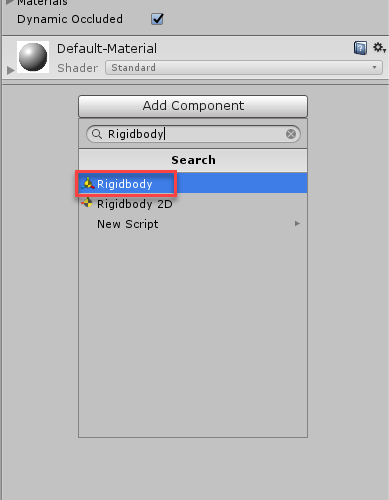 Materials
Dynamic Occluded
Default-Material
Shader Standard
Add Component
Rigidbody
Search
Rigidbody
Rigidbody 2D
New Script